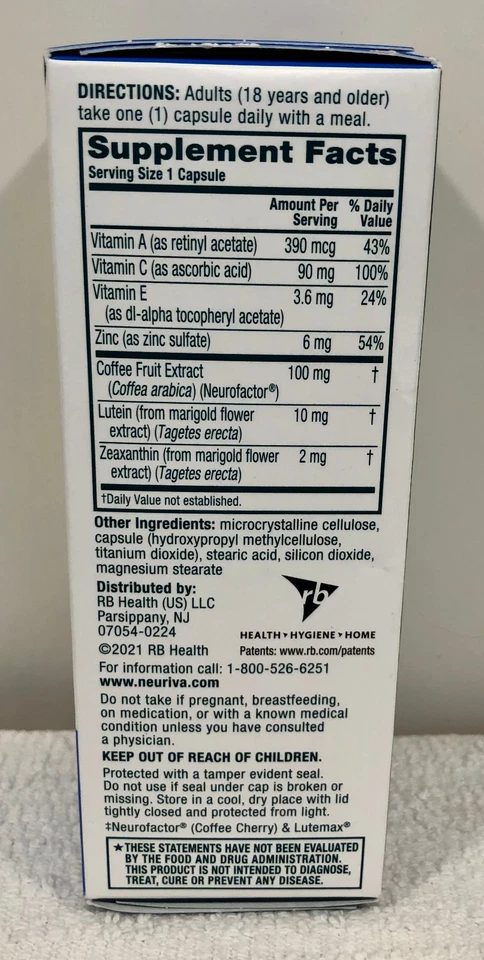 DIRECTIONS: Adults (18 years and older)
take one (1) capsule daily with a meal.
Supplement Facts
Serving Size 1 Capsule
Amount Per Serving % Daily Value
Vitamin A (as retinyl acetate) 390 mcg 43%
Vitamin C (as ascorbic acid) 90 mg 100%
Vitamin E 3.6 mg 24%
(as dl-alpha tocopheryl acetate)
Zinc (as zinc sulfate) 6 mg 54%
Coffee Fruit Extract 100 mg †
(Coffea arabica) (Neurofactor®)
Lutein (from marigold flower 10 mg †
extract) (Tagetes erecta)
Zeaxanthin (from marigold flower 2 mg †
extract) (Tagetes erecta)
†Daily Value not established.
Other Ingredients: microcrystalline cellulose,
capsule (hydroxypropyl methylcellulose,
titanium dioxide), stearic acid, silicon dioxide,
magnesium stearate
Distributed by:
RB Health (US) LLC
Parsippany, NJ
07054-0224
©2021 RB Health
rb
HEALTH ▸ HYGIENE ▸ HOME
Patents: www.rb.com/patents
For information call: 1-800-526-6251
www.neuriva.com
Do not take if pregnant, breastfeeding,
on medication, or with a known medical
condition unless you have consulted
a physician.
KEEP OUT OF REACH OF CHILDREN.
Protected with a tamper evident seal.
Do not use if seal under cap is broken or
missing. Store in a cool, dry place with lid
tightly closed and protected from light.
‡Neurofactor® (Coffee Cherry) & Lutemax®
★THESE STATEMENTS HAVE NOT BEEN EVALUATED
BY THE FOOD AND DRUG ADMINISTRATION.
THIS PRODUCT IS NOT INTENDED TO DIAGNOSE,
TREAT, CURE OR PREVENT ANY DISEASE.